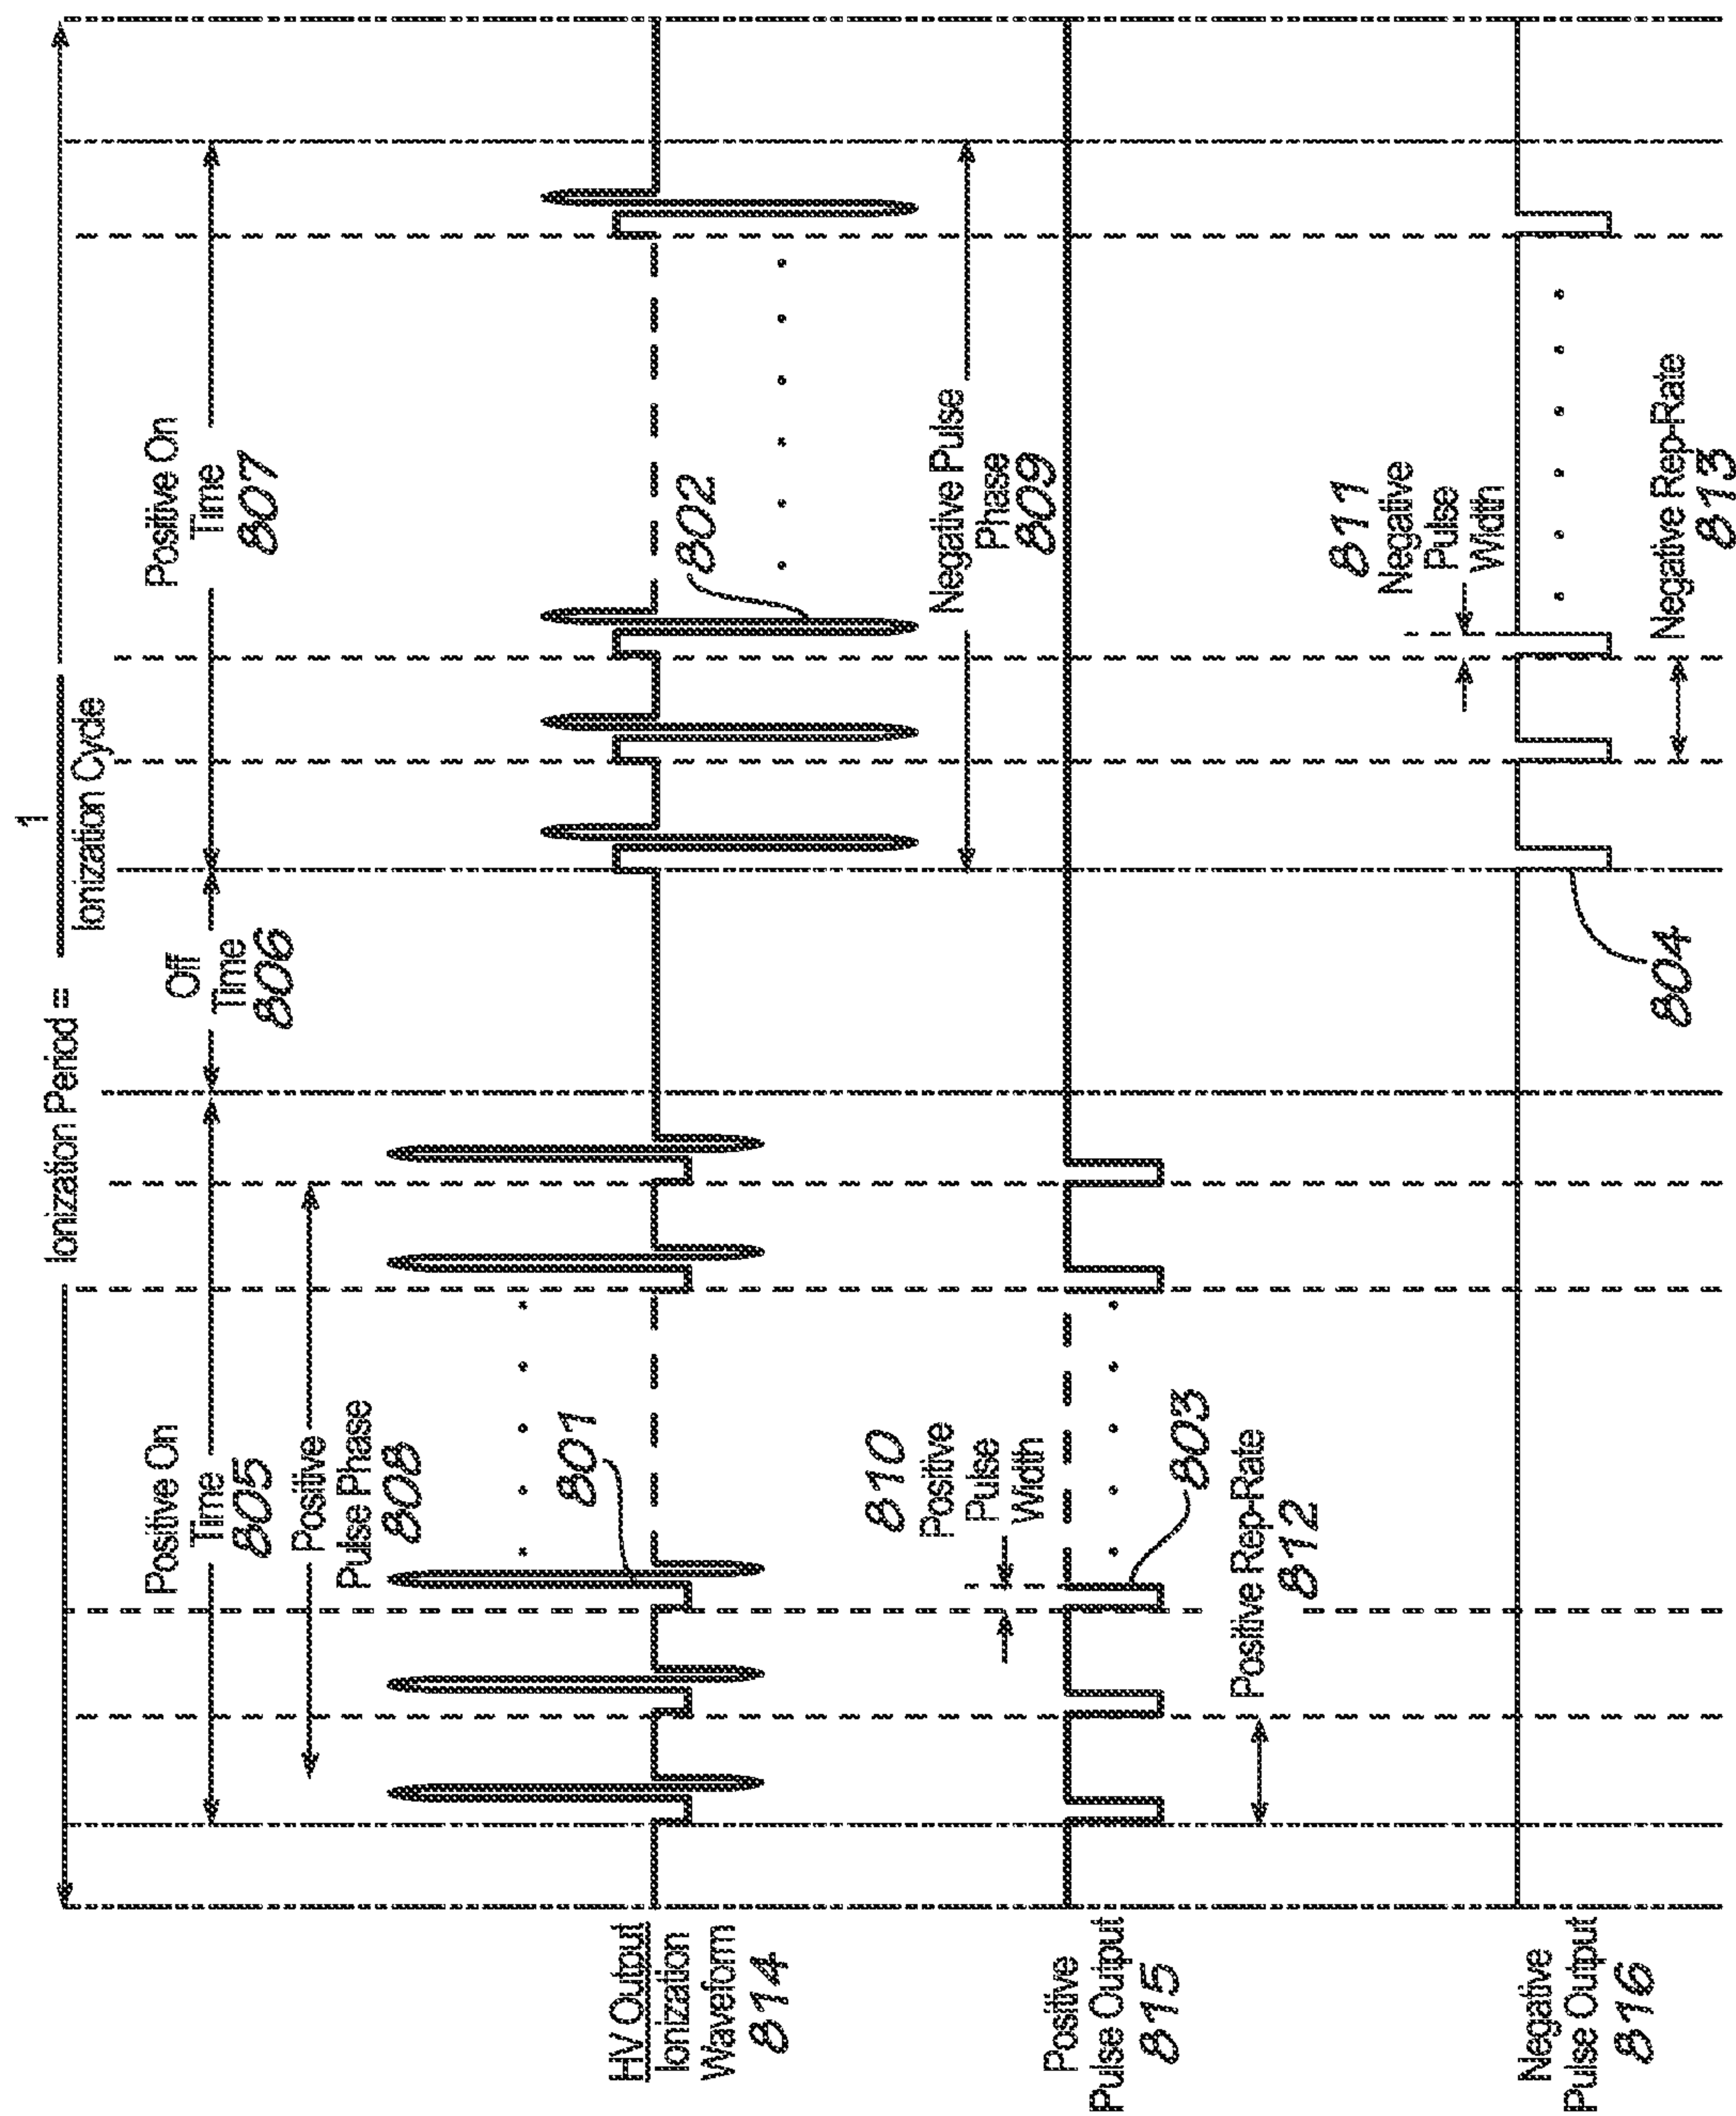 Ionization Period =
1
Ionization Cycle
Positive On
Time
805
Off
Time
806
Positive On
Time
807
Positive
Pulse Phase
808
HV Output
Ionization
Waveform
814
801
802
Negative Pulse
Phase
809
810
Positive
Pulse
Width
Positive
Pulse Output
815
803
Positive Rep-Rate
812
811
Negative
Pulse
Width
Negative
Pulse Output
816
804
Negative Rep-Rate
813